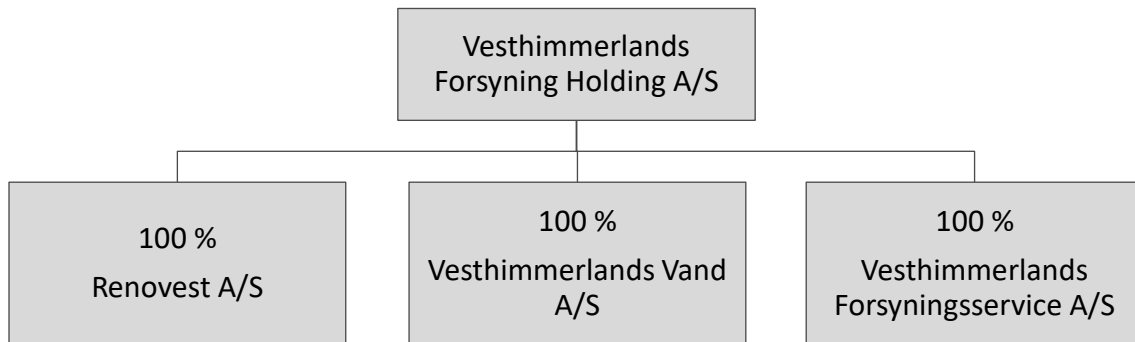 Vesthimmerlands
Forsyning Holding A/S
100 %
Renovest A/S
100 %
Vesthimmerlands Vand
A/S
100 %
Vesthimmerlands
Forsyningsservice A/S